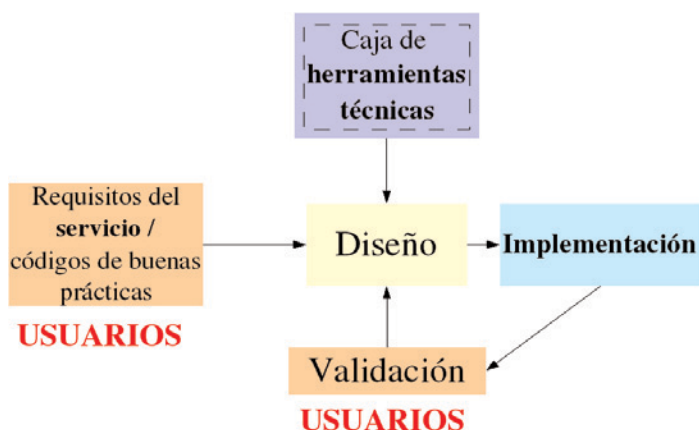 Caja de
herramientas
técnicas
Requisitos del
servicio /
códigos de buenas
prácticas
USUARIOS
Diseño
Implementación
Validación
USUARIOS